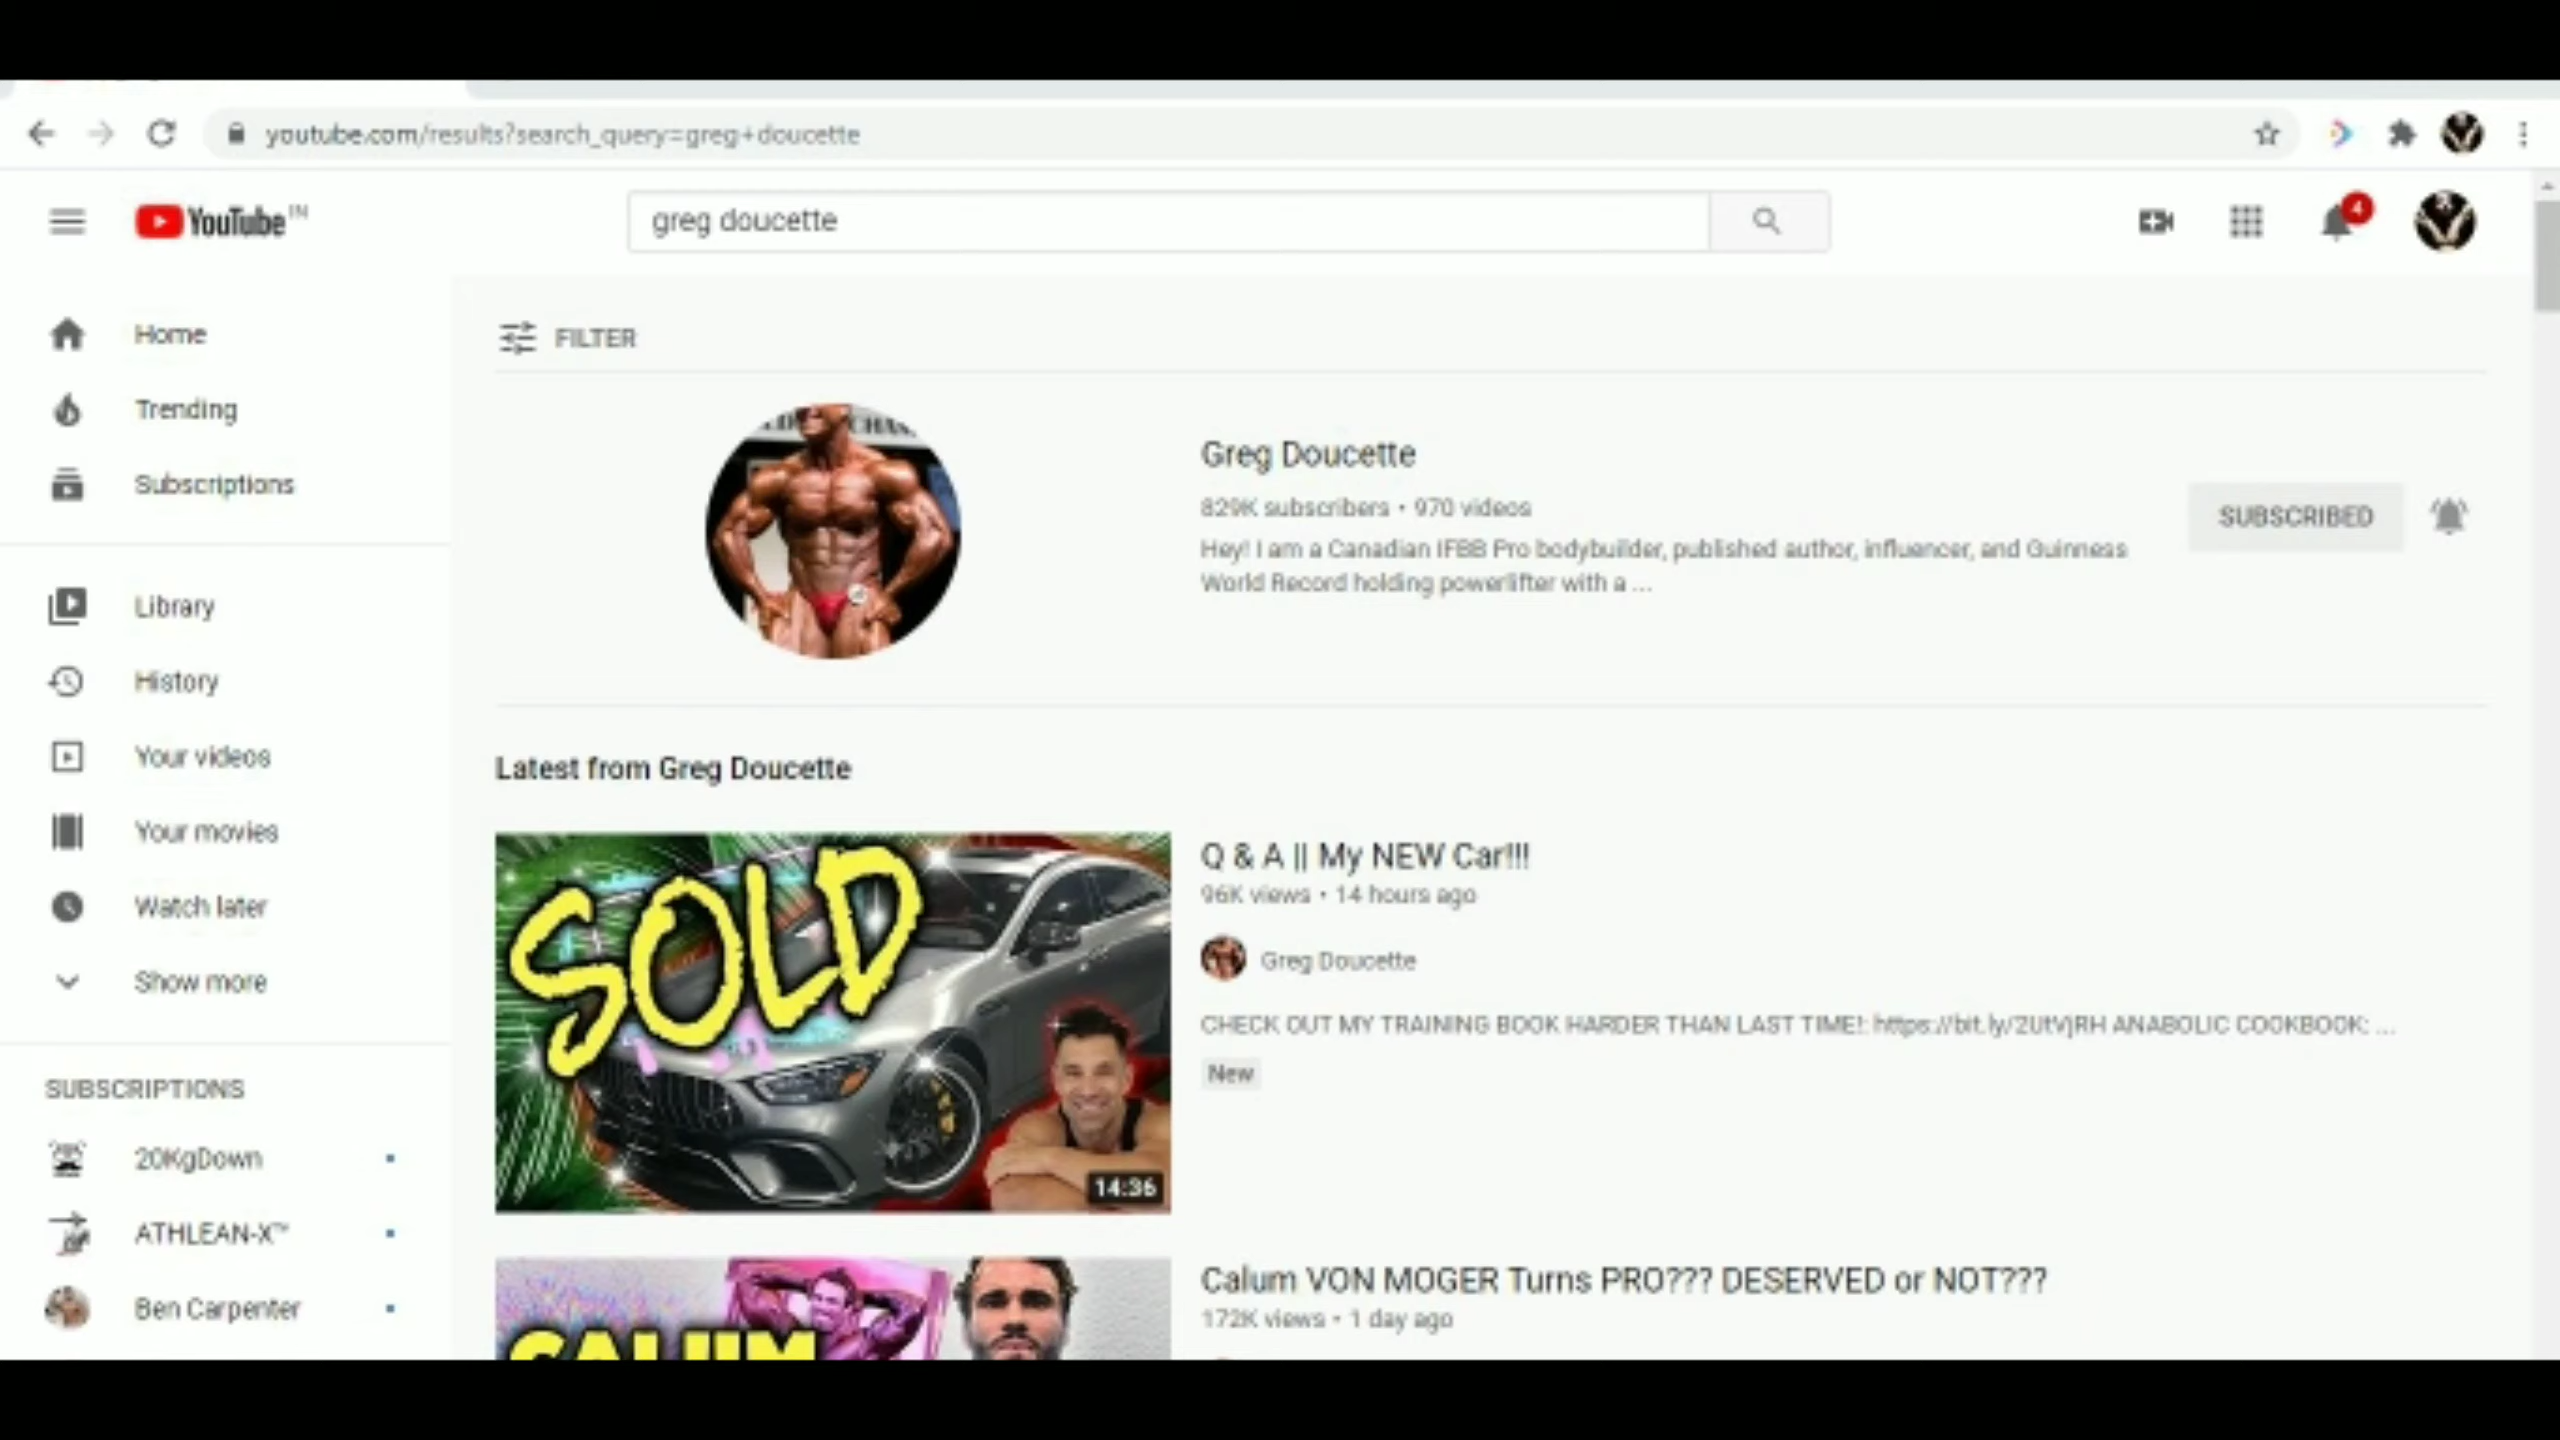 youtube.com/results?search_query=greg+doucette
YouTube IN
greg doucette
4
Home
Trending
Subscriptions
Library
History
Your videos
Your movies
Watch later
Show more
SUBSCRIPTIONS
20KgDown
ATHLEAN-X™
Ben Carpenter
FILTER
Greg Doucette
829K subscribers • 970 videos
Hey! I am a Canadian IFBB Pro bodybuilder, published author, influencer, and Guinness
World Record holding powerlifter with a ...
SUBSCRIBED
Latest from Greg Doucette
SOLD
14:36
Q & A || My NEW Car!!!
96K views • 14 hours ago
Greg Doucette
CHECK OUT MY TRAINING BOOK HARDER THAN LAST TIME!: https://bit.ly/2UtVjRH ANABOLIC COOKBOOK: ...
New
CALUM
Calum VON MOGER Turns PRO??? DESERVED or NOT???
172K views • 1 day ago